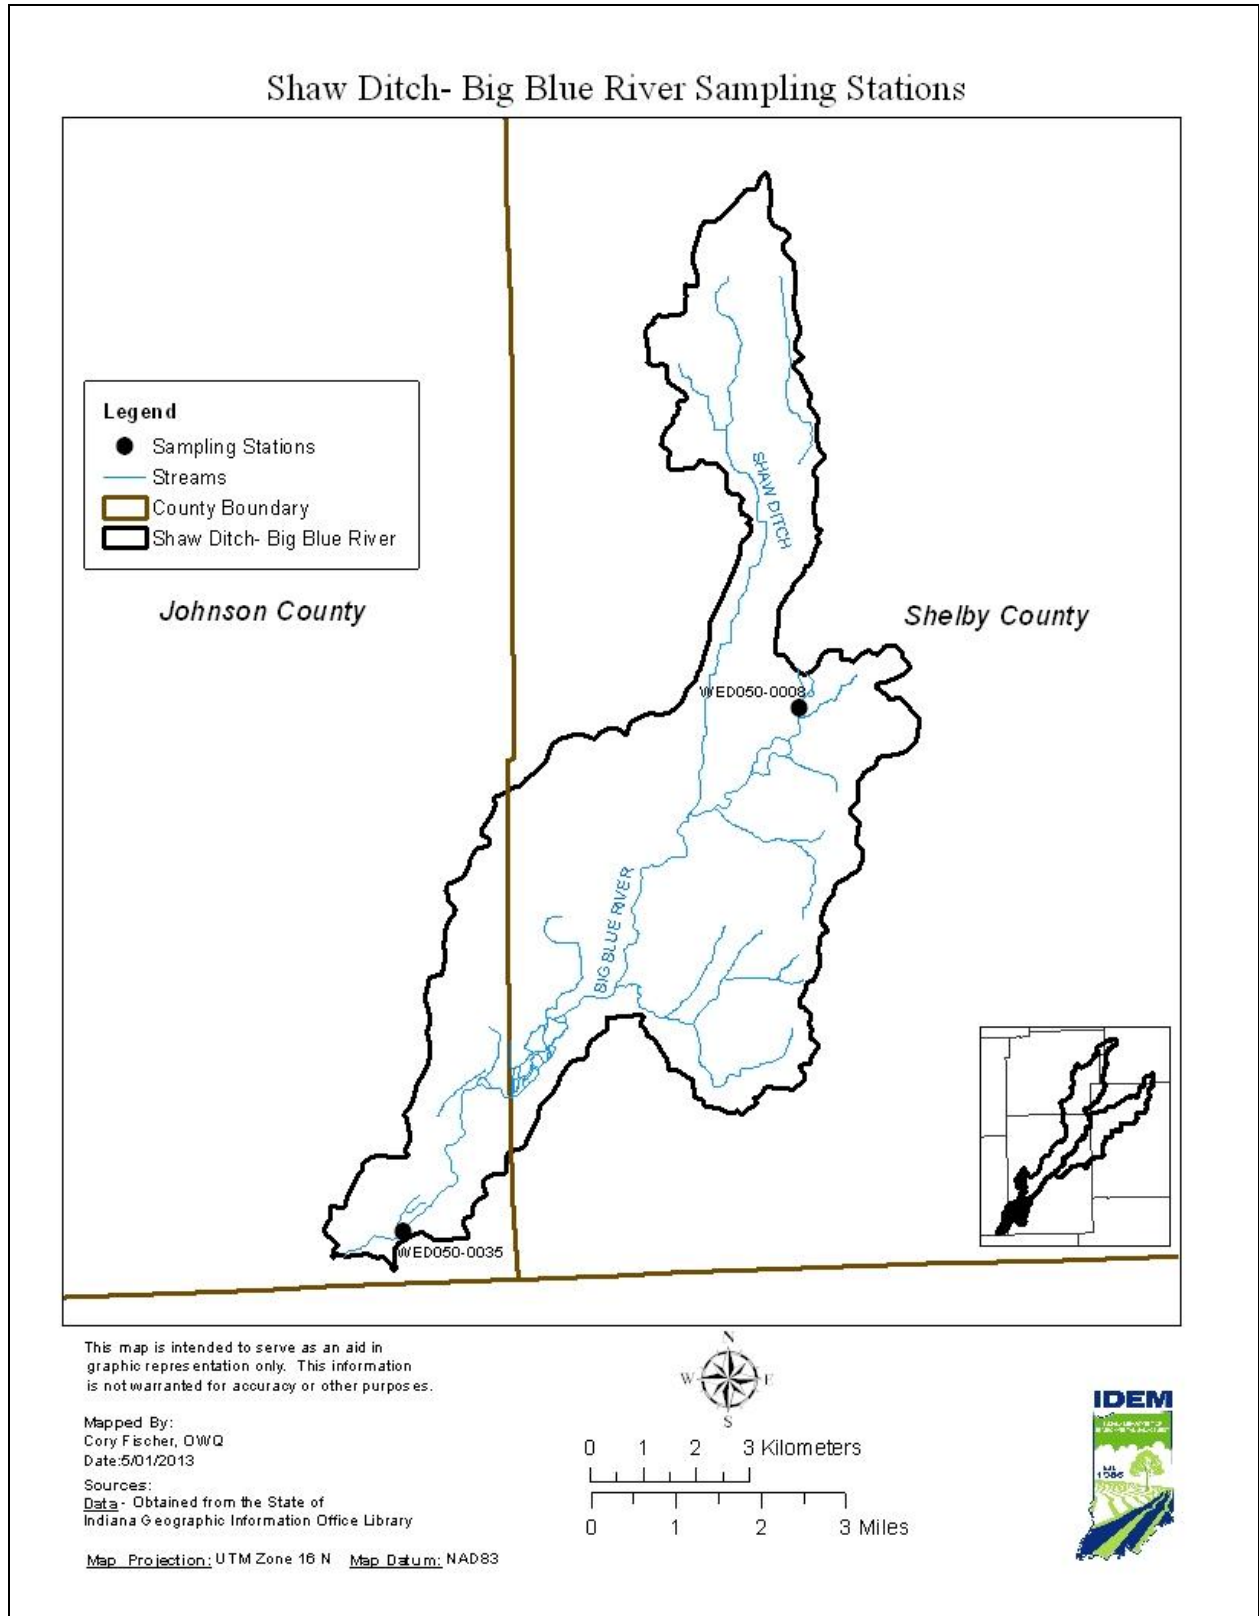 Shaw Ditch- Big Blue River Sampling Stations
Legend
Sampling Stations
Streams
County Boundary
Shaw Ditch- Big Blue River
SHAW DITCH
Johnson County
Shelby County
WED050-0008
BIG BLUE RIVER
WED050-0035
This map is intended to serve as an aid in
graphic representation only. This information
is not warranted for accuracy or other purposes.
Mapped By:
Cory Fischer, OWQ
Date:5/01/2013
Sources:
Data - Obtained from the State of
Indiana Geographic Information Office Library
Map Projection: UTM Zone 16 N Map Datum: NAD83
N
W E
S
0 1 2 3 Kilometers
0 1 2 3 Miles
IDEM
1986